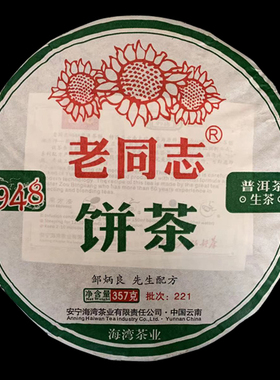 老同志®
948
饼茶
普洱茶
生茶
邹炳良 先生配方
净含量357克 批次：221
安宁海湾茶业有限责任公司·中国云南
Anning Haiwan Tea Industry Co., Ltd. · Yunnan China
海湾茶业